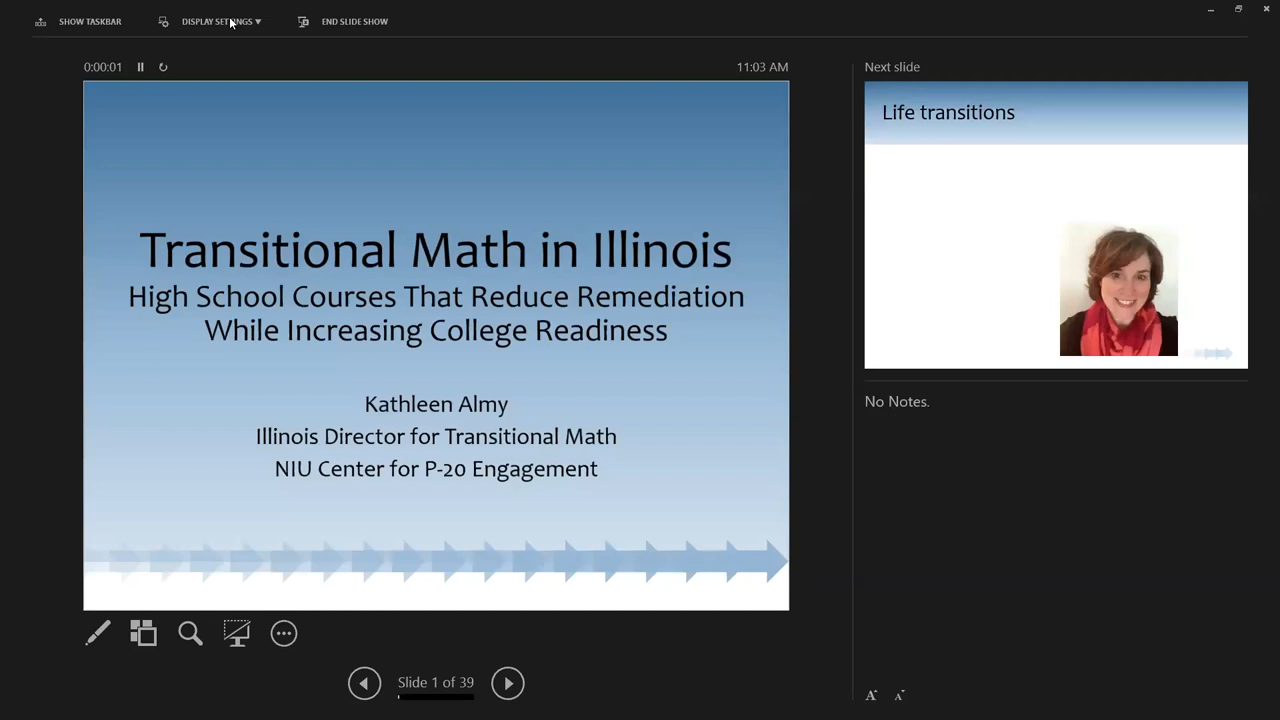 SHOW TASKBAR
DISPLAY SETTINGS
END SLIDE SHOW
0:00:01
11:03 AM
Transitional Math in Illinois
High School Courses That Reduce Remediation
While Increasing College Readiness
Kathleen Almy
Illinois Director for Transitional Math
NIU Center for P-20 Engagement
Slide 1 of 39
Next slide
Life transitions
No Notes.
A
A